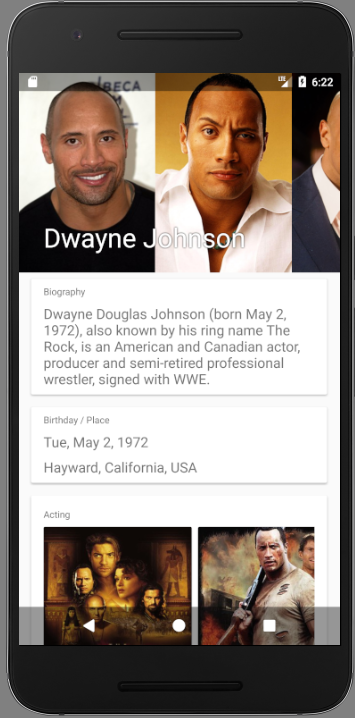 BECA
LTE
6:22
Dwayne Johnson
Biography
Dwayne Douglas Johnson (born May 2,
1972), also known by his ring name The
Rock, is an American and Canadian actor,
producer and semi-retired professional
wrestler, signed with WWE.
Birthday / Place
Tue, May 2, 1972
Hayward, California, USA
Acting